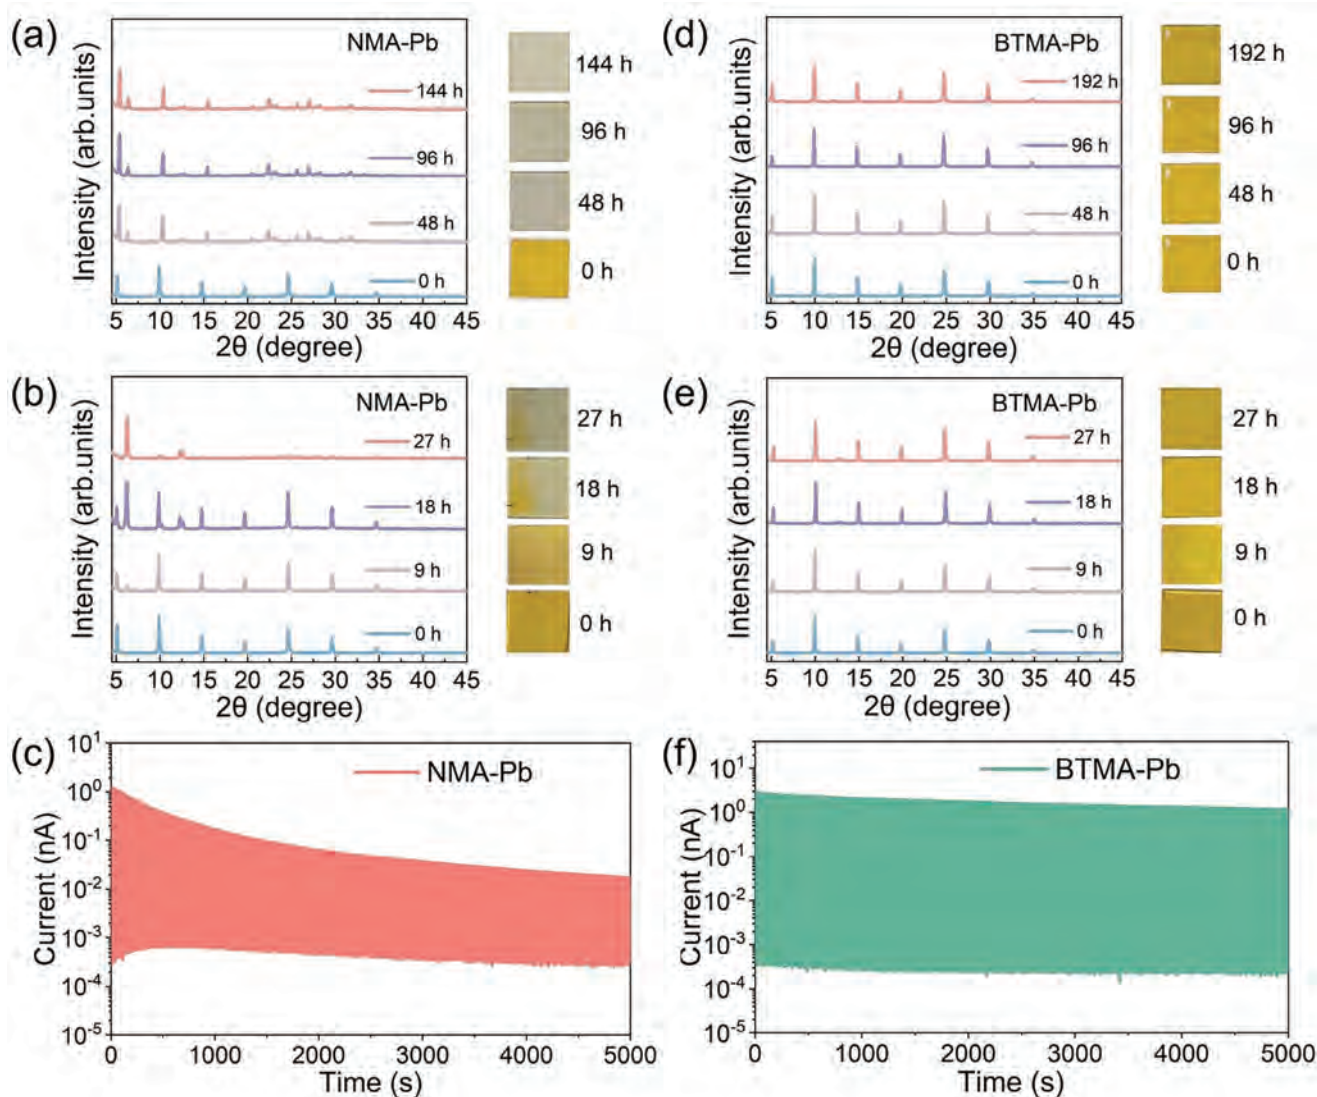 (a)
Intensity (arb.units)
NMA-Pb
144 h
96 h
48 h
0 h
5 10 15 20 25 30 35 40 45
2θ (degree)
144 h
96 h
48 h
0 h
(d)
Intensity (arb.units)
BTMA-Pb
192 h
96 h
48 h
0 h
5 10 15 20 25 30 35 40 45
2θ (degree)
192 h
96 h
48 h
0 h
(b)
Intensity (arb.units)
NMA-Pb
27 h
18 h
9 h
0 h
5 10 15 20 25 30 35 40 45
2θ (degree)
27 h
18 h
9 h
0 h
(e)
Intensity (arb.units)
BTMA-Pb
27 h
18 h
9 h
0 h
5 10 15 20 25 30 35 40 45
2θ (degree)
27 h
18 h
9 h
0 h
(c)
Current (nA)
10¹
10⁰
10⁻¹
10⁻²
10⁻³
10⁻⁴
10⁻⁵
NMA-Pb
0 1000 2000 3000 4000 5000
Time (s)
(f)
Current (nA)
10¹
10⁰
10⁻¹
10⁻²
10⁻³
10⁻⁴
10⁻⁵
BTMA-Pb
0 1000 2000 3000 4000 5000
Time (s)